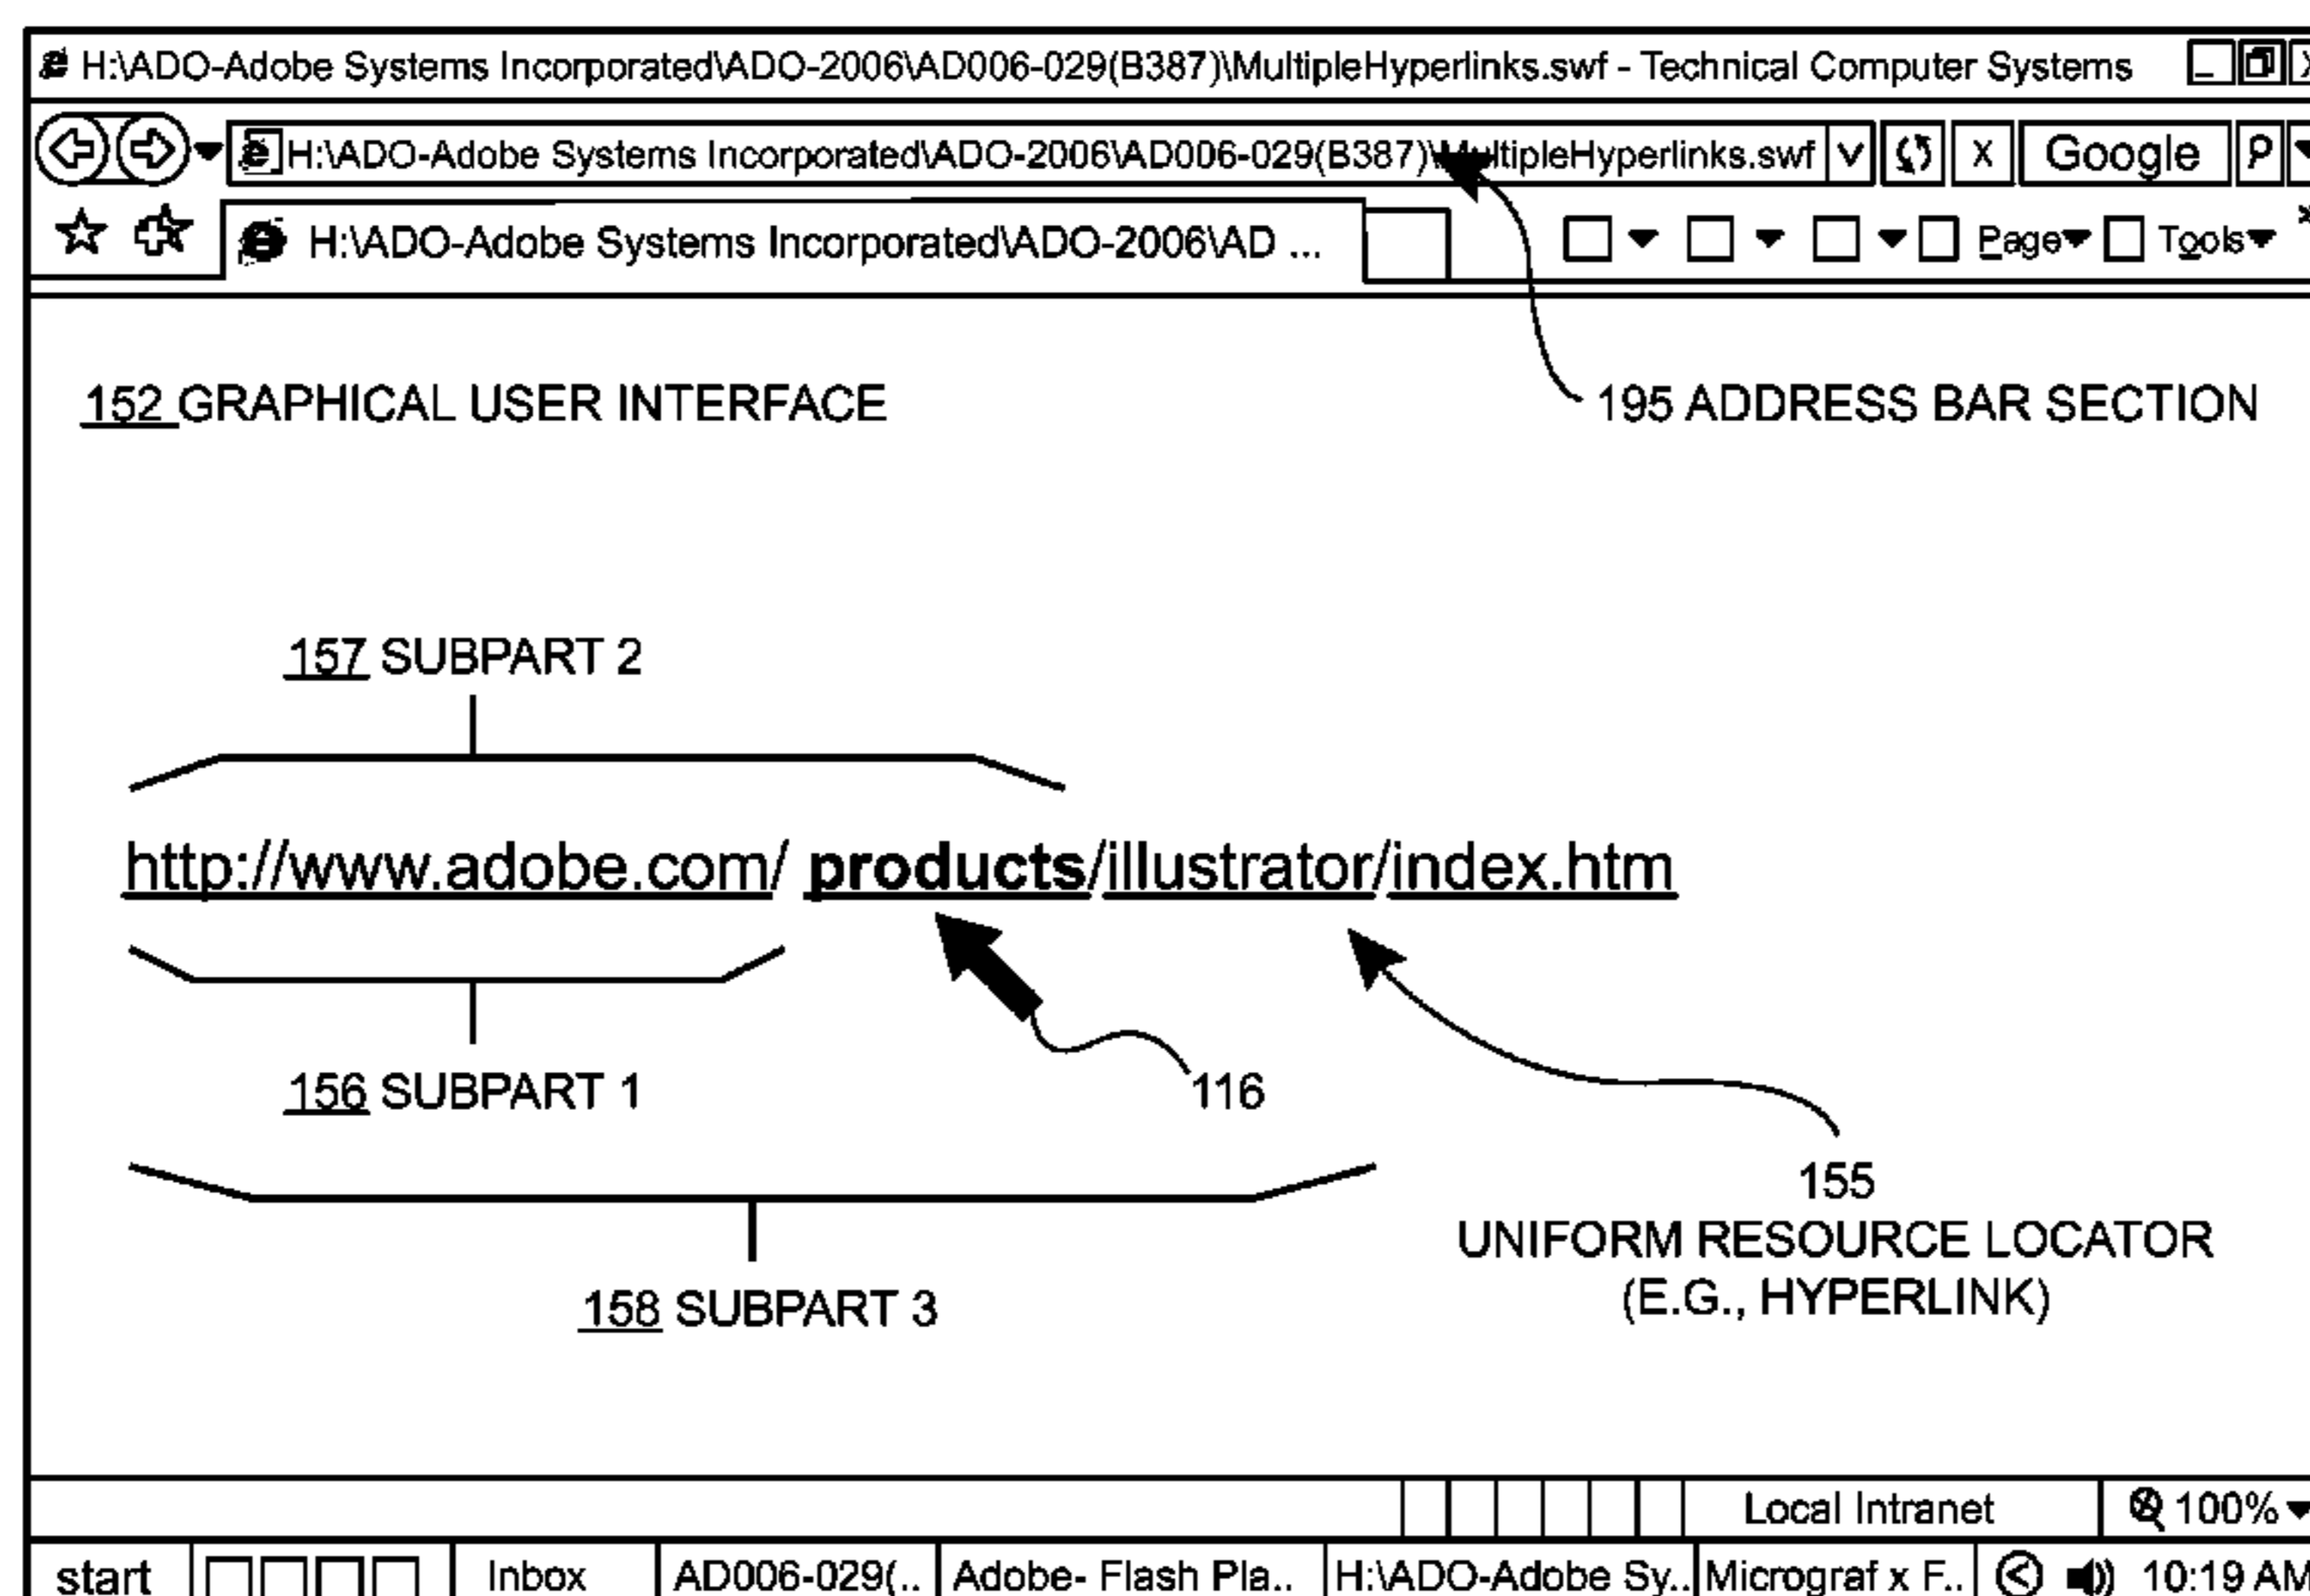 H:\ADO-Adobe Systems Incorporated\ADO-2006\AD006-029(B387)\MultipleHyperlinks.swf - Technical Computer Systems
H:\ADO-Adobe Systems Incorporated\ADO-2006\AD006-029(B387)\MultipleHyperlinks.swf V X Google
H:\ADO-Adobe Systems Incorporated\ADO-2006\AD ... Page Tools
152 GRAPHICAL USER INTERFACE 195 ADDRESS BAR SECTION
157 SUBPART 2
http://www.adobe.com/ products/illustrator/index.htm
156 SUBPART 1 116
155
UNIFORM RESOURCE LOCATOR
158 SUBPART 3 (E.G., HYPERLINK)
Local Intranet 100%
start Inbox AD006-029(.. Adobe- Flash Pla.. H:\ADO-Adobe Sy.. Micrograf x F.. 10:19 AM